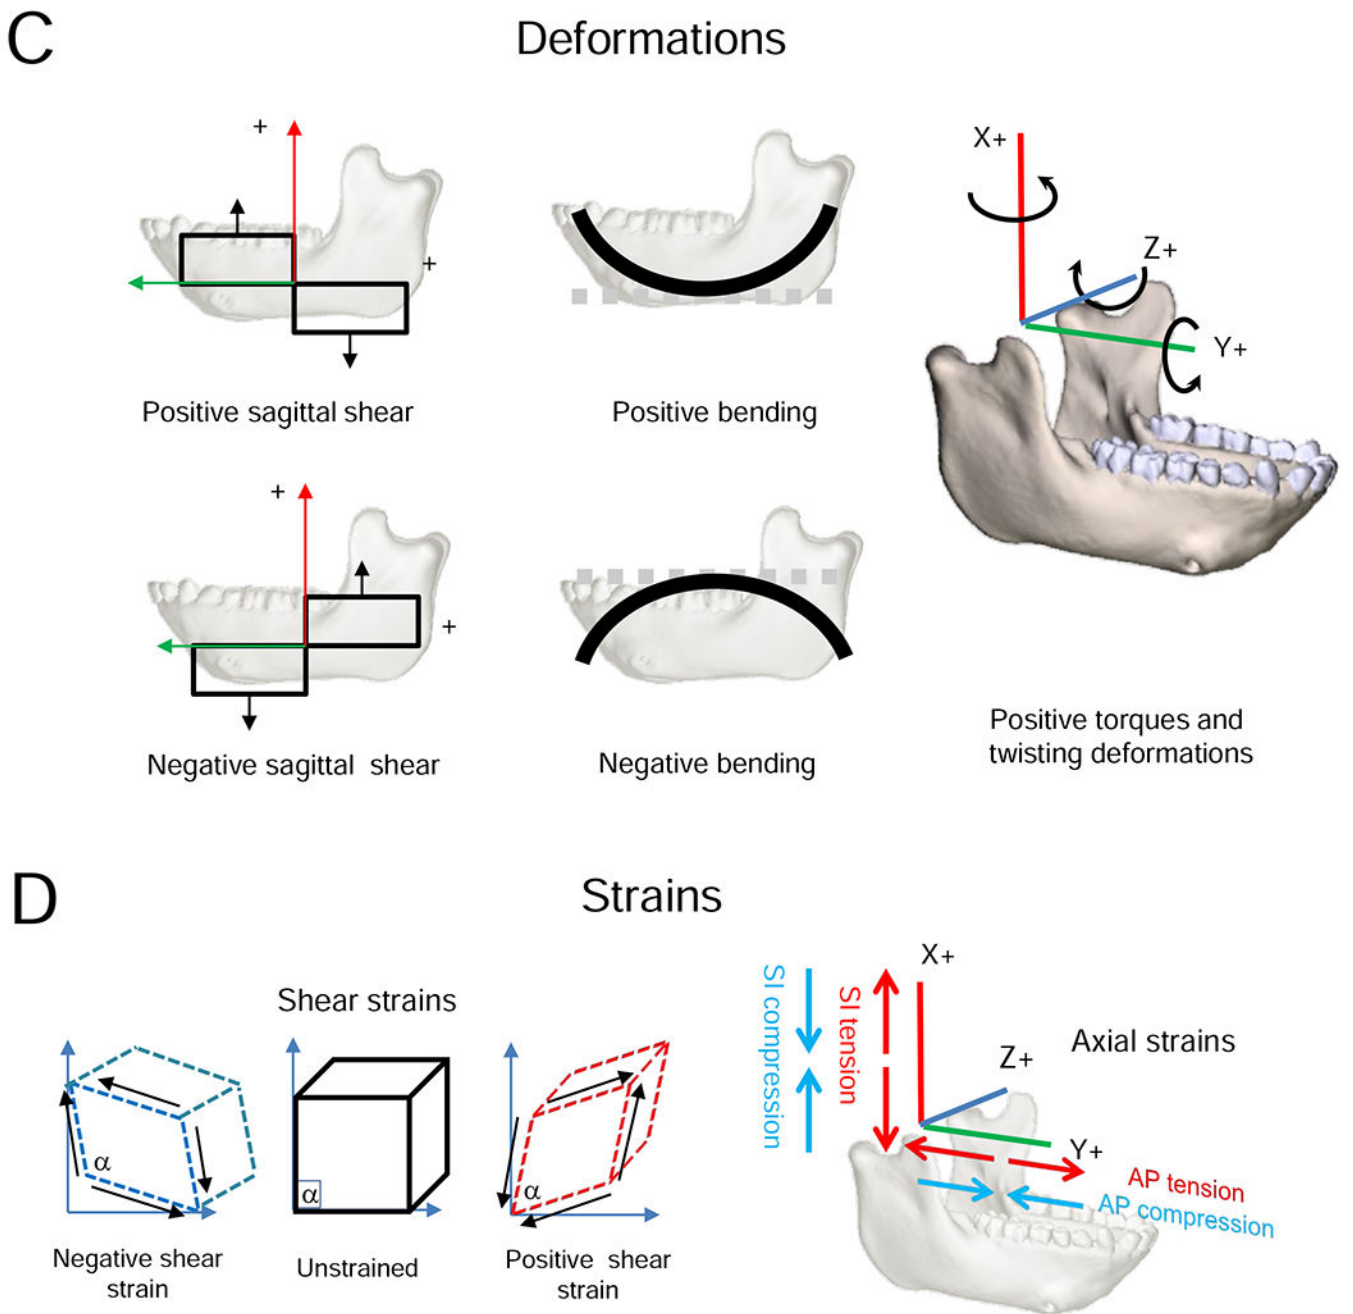 C
Deformations
+
+
Positive sagittal shear
Positive bending
X+
Z+
Y+
+
+
Negative sagittal shear
Negative bending
Positive torques and
twisting deformations
D
Strains
Shear strains
α
Negative shear
strain
α
Unstrained
α
Positive shear
strain
SI compression
SI tension
X+
Z+
Y+
Axial strains
AP tension
AP compression